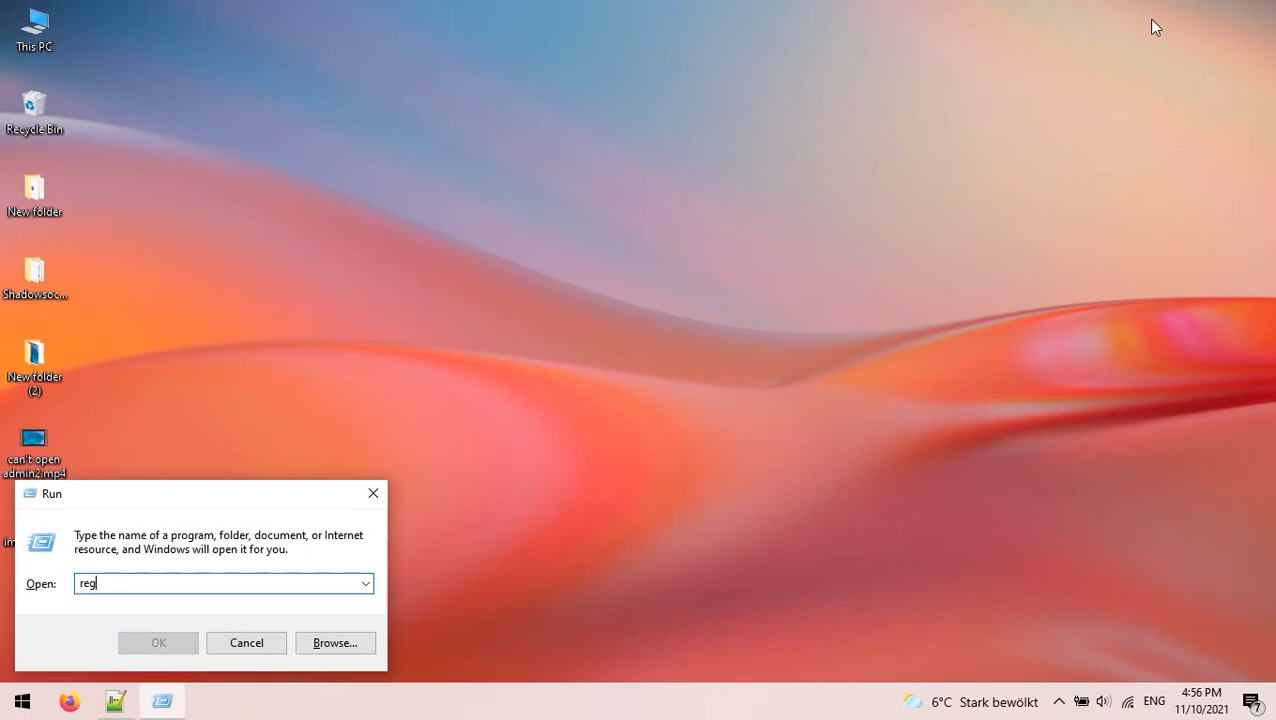 This PC
Recycle Bin
New folder
Shadowsoc...
New folder
(2)
can't open
admin2.mp4
Run
Type the name of a program, folder, document, or Internet
resource, and Windows will open it for you.
Open:
reg
OK
Cancel
Browse...
6°C Stark bewölkt
ENG
4:56 PM
11/10/2021
7